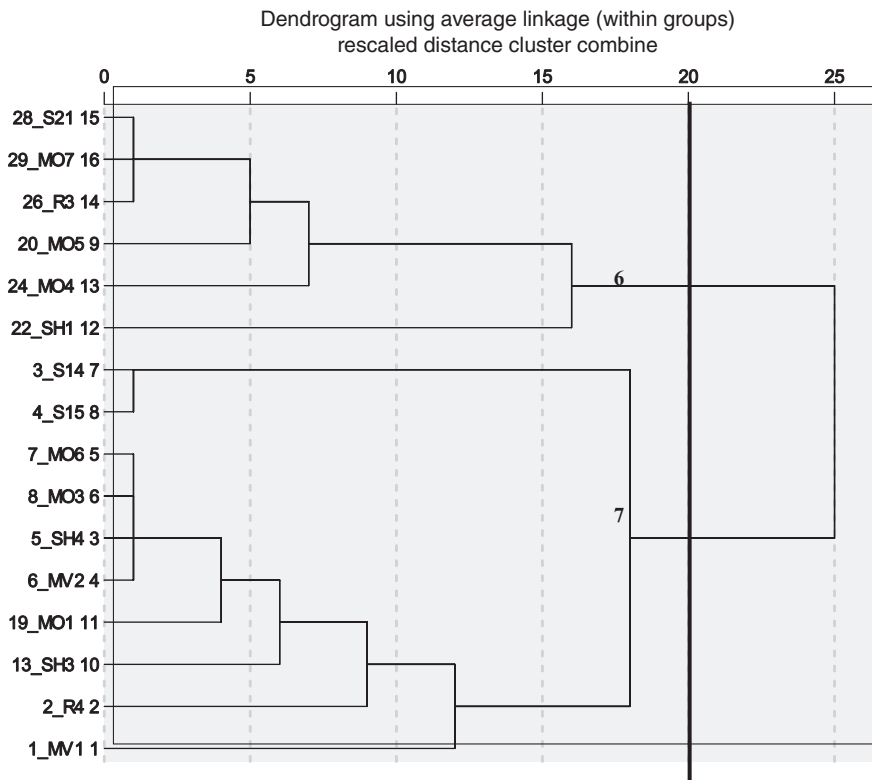 Dendrogram using average linkage (within groups)
rescaled distance cluster combine
0 5 10 15 20 25
28_S21 15
29_MO7 16
26_R3 14
20_MO5 9
24_MO4 13
6
22_SH1 12
3_S14 7
4_S15 8
7_MO6 5
8_MO3 6
7
5_SH4 3
6_MV2 4
19_MO1 11
13_SH3 10
2_R4 2
1_MV1 1